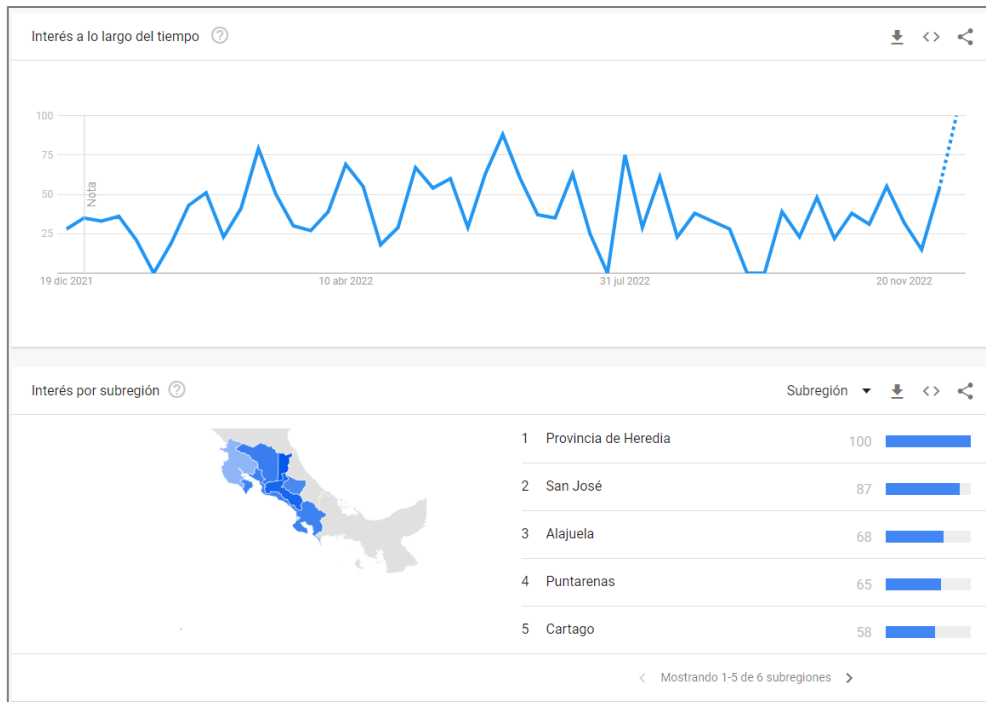 Interés a lo largo del tiempo
100
75
50
25
Nota
19 dic 2021 10 abr 2022 31 jul 2022 20 nov 2022
Interés por subregión Subregión
1 Provincia de Heredia 100
2 San José 87
3 Alajuela 68
4 Puntarenas 65
5 Cartago 58
Mostrando 1-5 de 6 subregiones